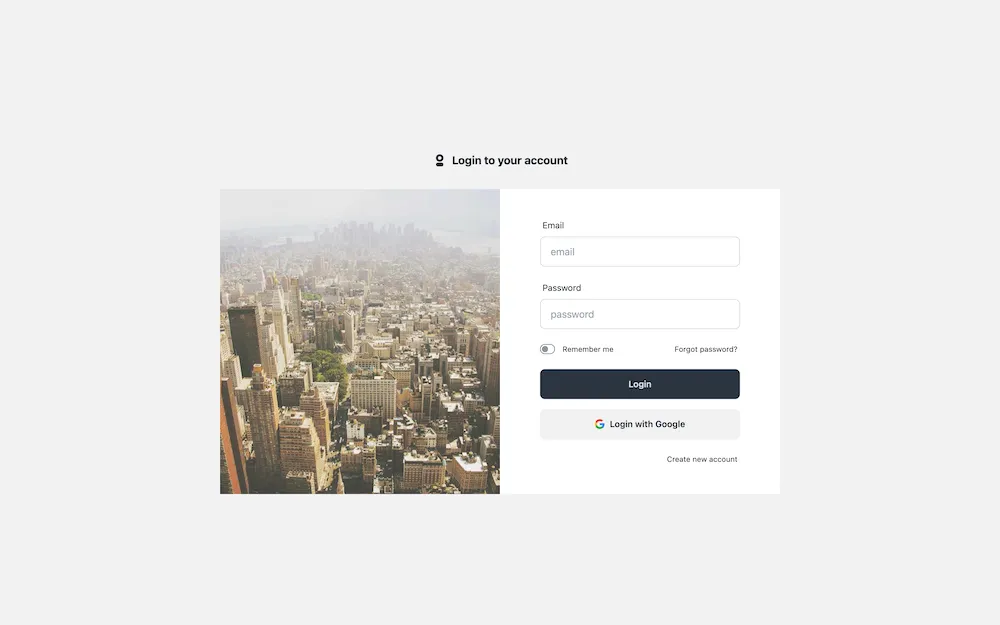 Login to your account
Email
email
Password
password
Remember me
Forgot password?
Login
Login with Google
Create new account